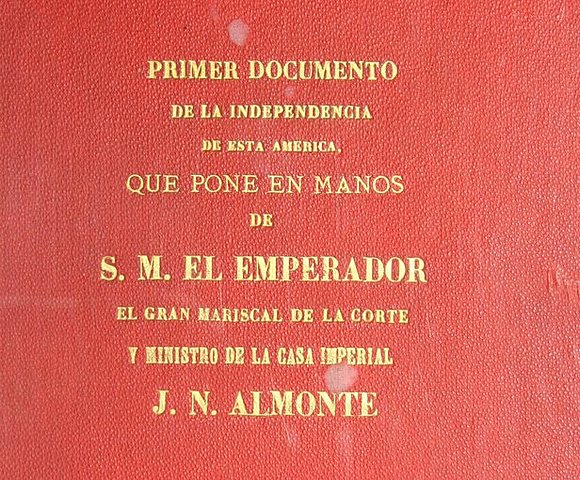 PRIMER DOCUMENTO
DE LA INDEPENDENCIA
DE ESTA AMERICA,
QUE PONE EN MANOS
DE
S. M. EL EMPERADOR
EL GRAN MARISCAL DE LA CORTE
Y MINISTRO DE LA CASA IMPERIAL
J. N. ALMONTE